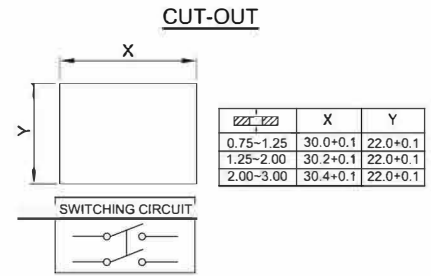 CUT-OUT
X
Y
X Y
0.75~1.25 30.0+0.1 22.0+0.1
1.25~2.00 30.2+0.1 22.0+0.1
2.00~3.00 30.4+0.1 22.0+0.1
SWITCHING CIRCUIT